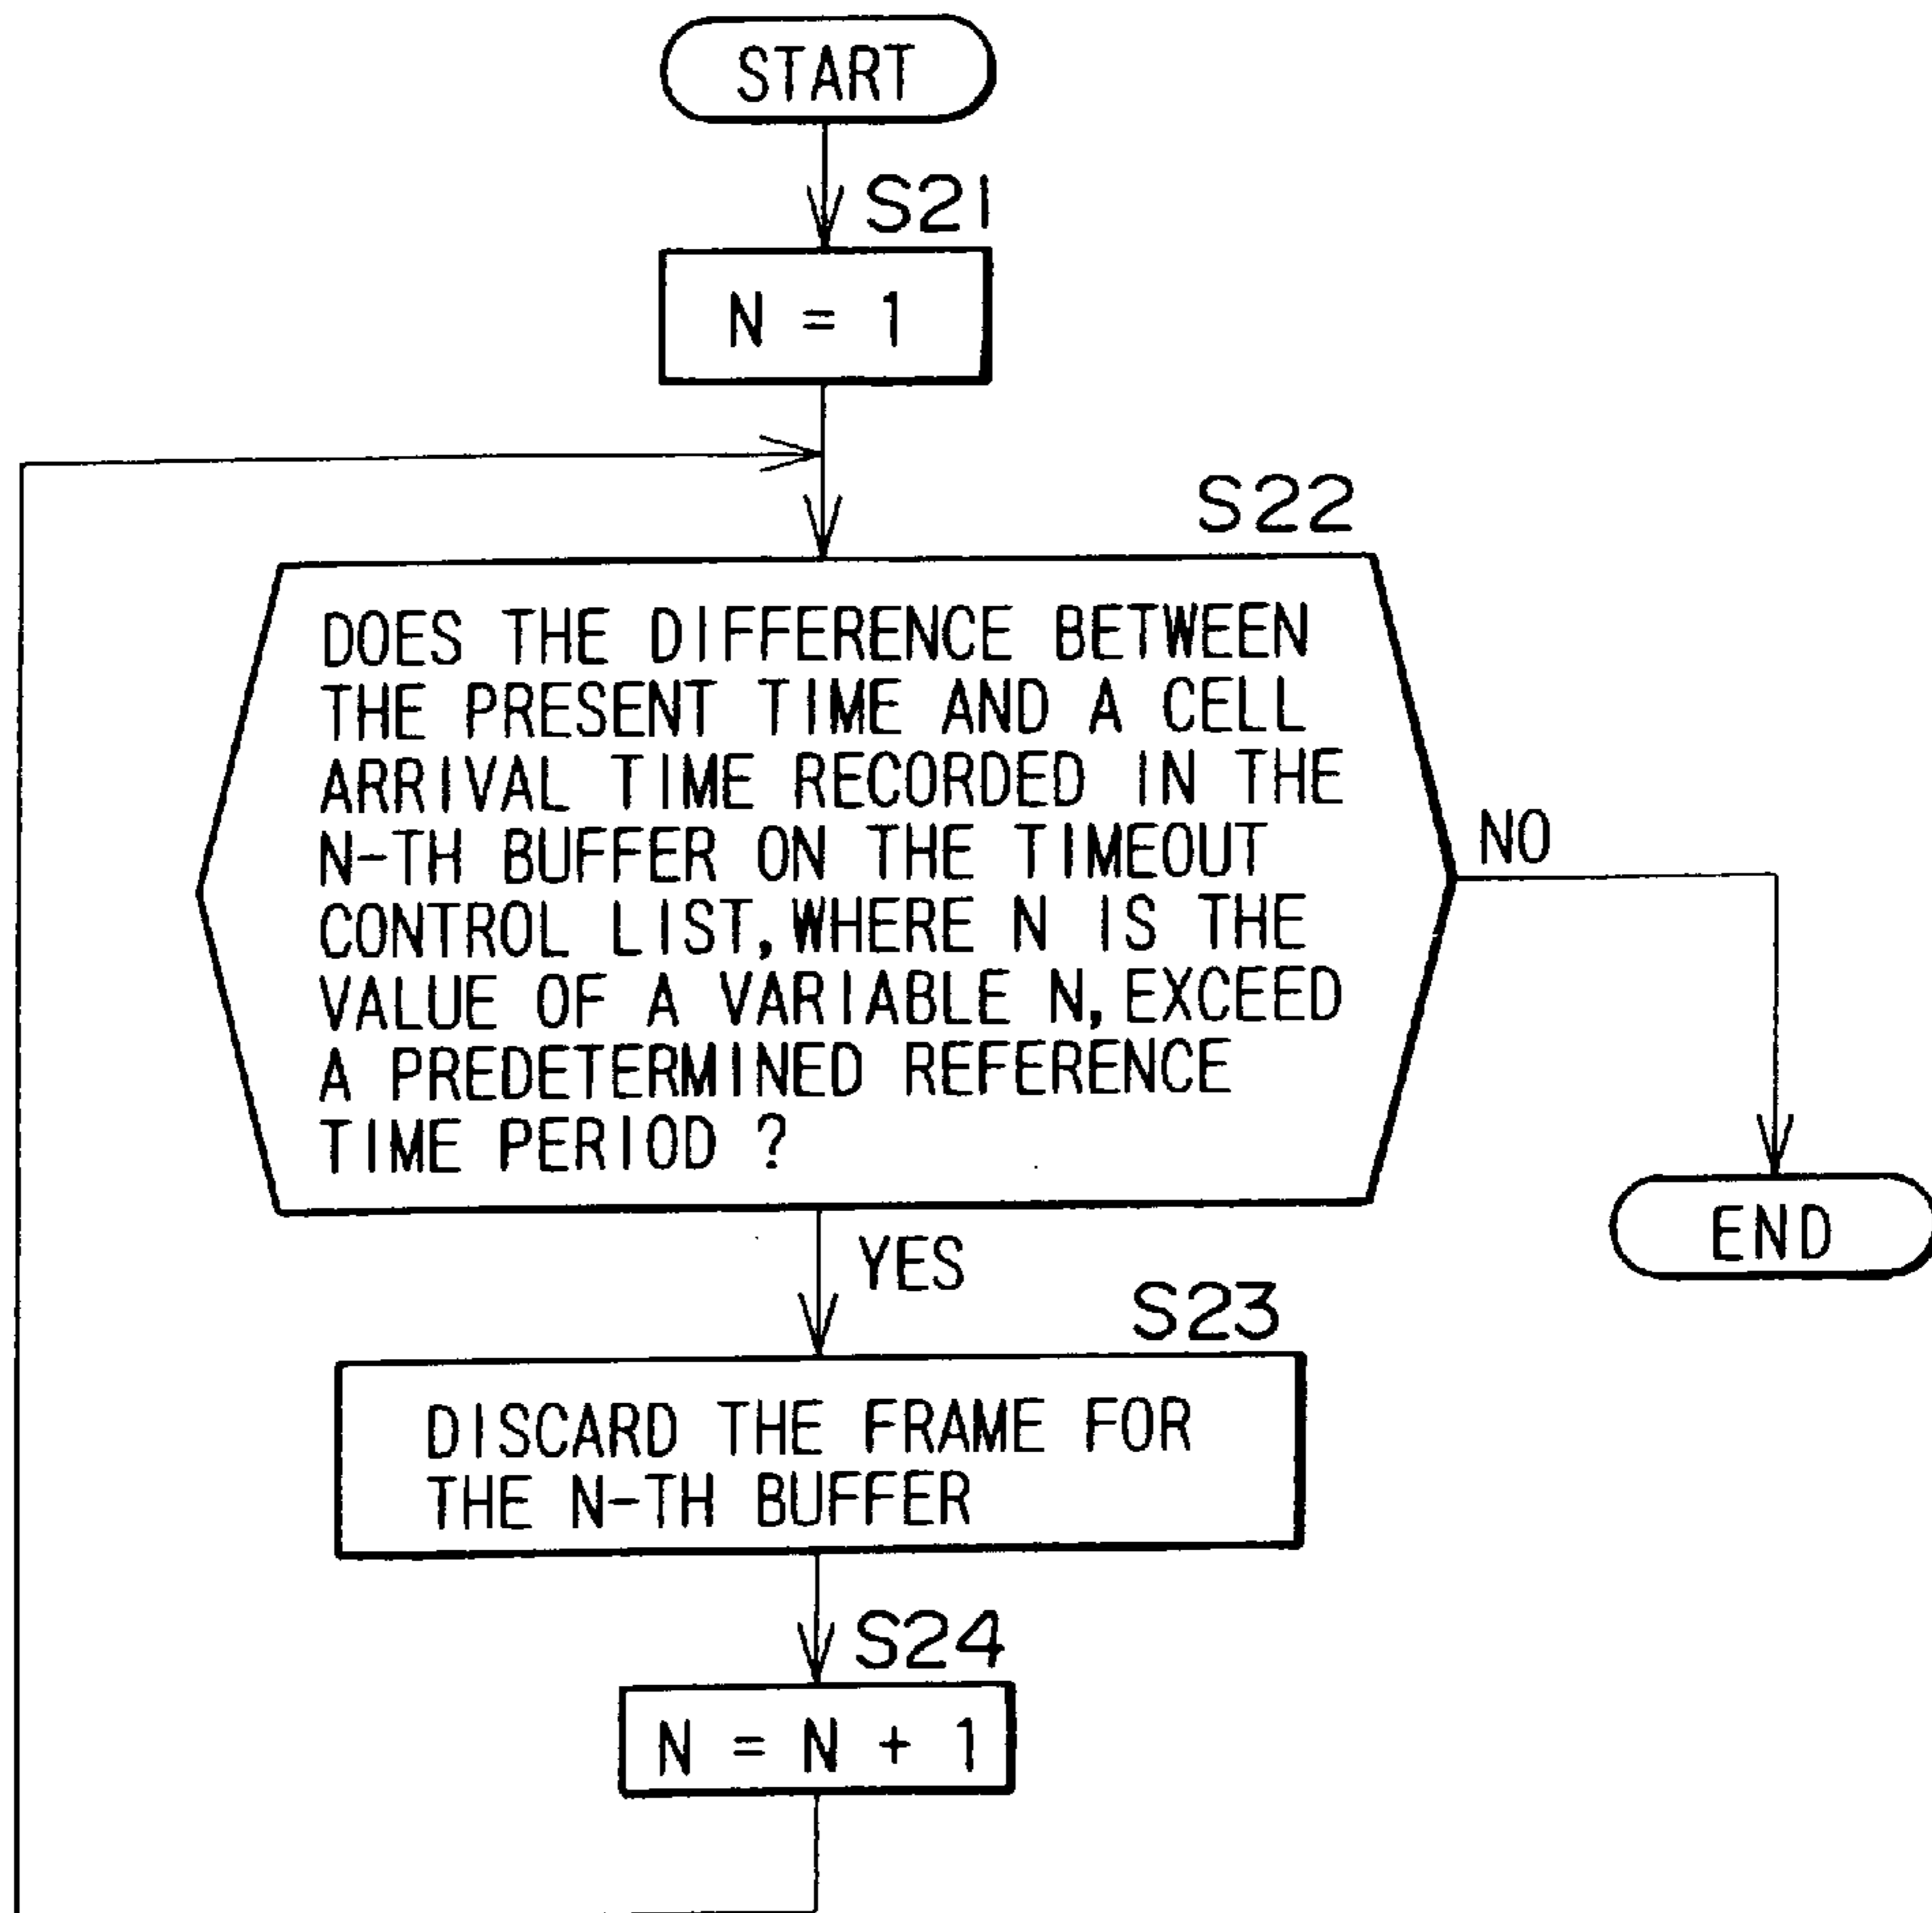 START
S21
N = 1
S22
DOES THE DIFFERENCE BETWEEN
THE PRESENT TIME AND A CELL
ARRIVAL TIME RECORDED IN THE
N-TH BUFFER ON THE TIMEOUT
CONTROL LIST, WHERE N IS THE
VALUE OF A VARIABLE N, EXCEED
A PREDETERMINED REFERENCE
TIME PERIOD ?
NO
END
YES
S23
DISCARD THE FRAME FOR
THE N-TH BUFFER
S24
N = N + 1